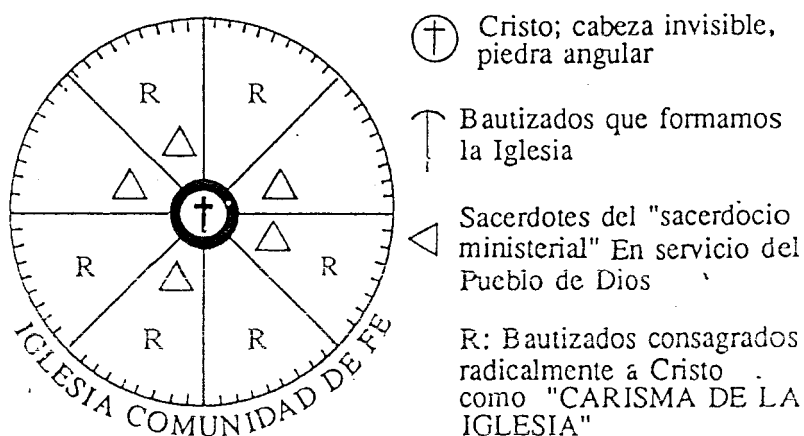 R R
R R
R R
IGLESIA COMUNIDAD DE FE
Cristo; cabeza invisible,
piedra angular
Bautizados que formamos
la Iglesia
Sacerdotes del "sacerdocio
ministerial" En servicio del
Pueblo de Dios
R: Bautizados consagrados
radicalmente a Cristo
como "CARISMA DE LA
IGLESIA"